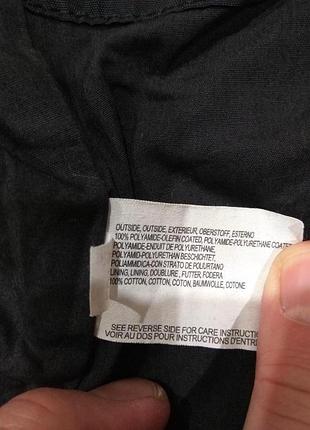 OUTSIDE, OUTSIDE, EXTERIEUR, OBERSTOFF, ESTERNO
100% POLYAMIDE-OLEFIN COATED, POLYAMIDE-POLYURETHANE COATED
POLYAMIDE-ENDUIT DE POLYURETHANE,
POLYAMID-POLYURETHAN BESCHICHTET,
POLIAMMIDICA-CON STRATO DE POLIURTANO
LINING, LINING, DOUBLURE, FUTTER, FODERA
100% COTTON, COTTON, COTON, BAUMWOLLE, COTONE
SEE REVERSE SIDE FOR CARE INSTRUCTI
VOIR AU DOS POUR INSTRUCTIONS D'ENTRE